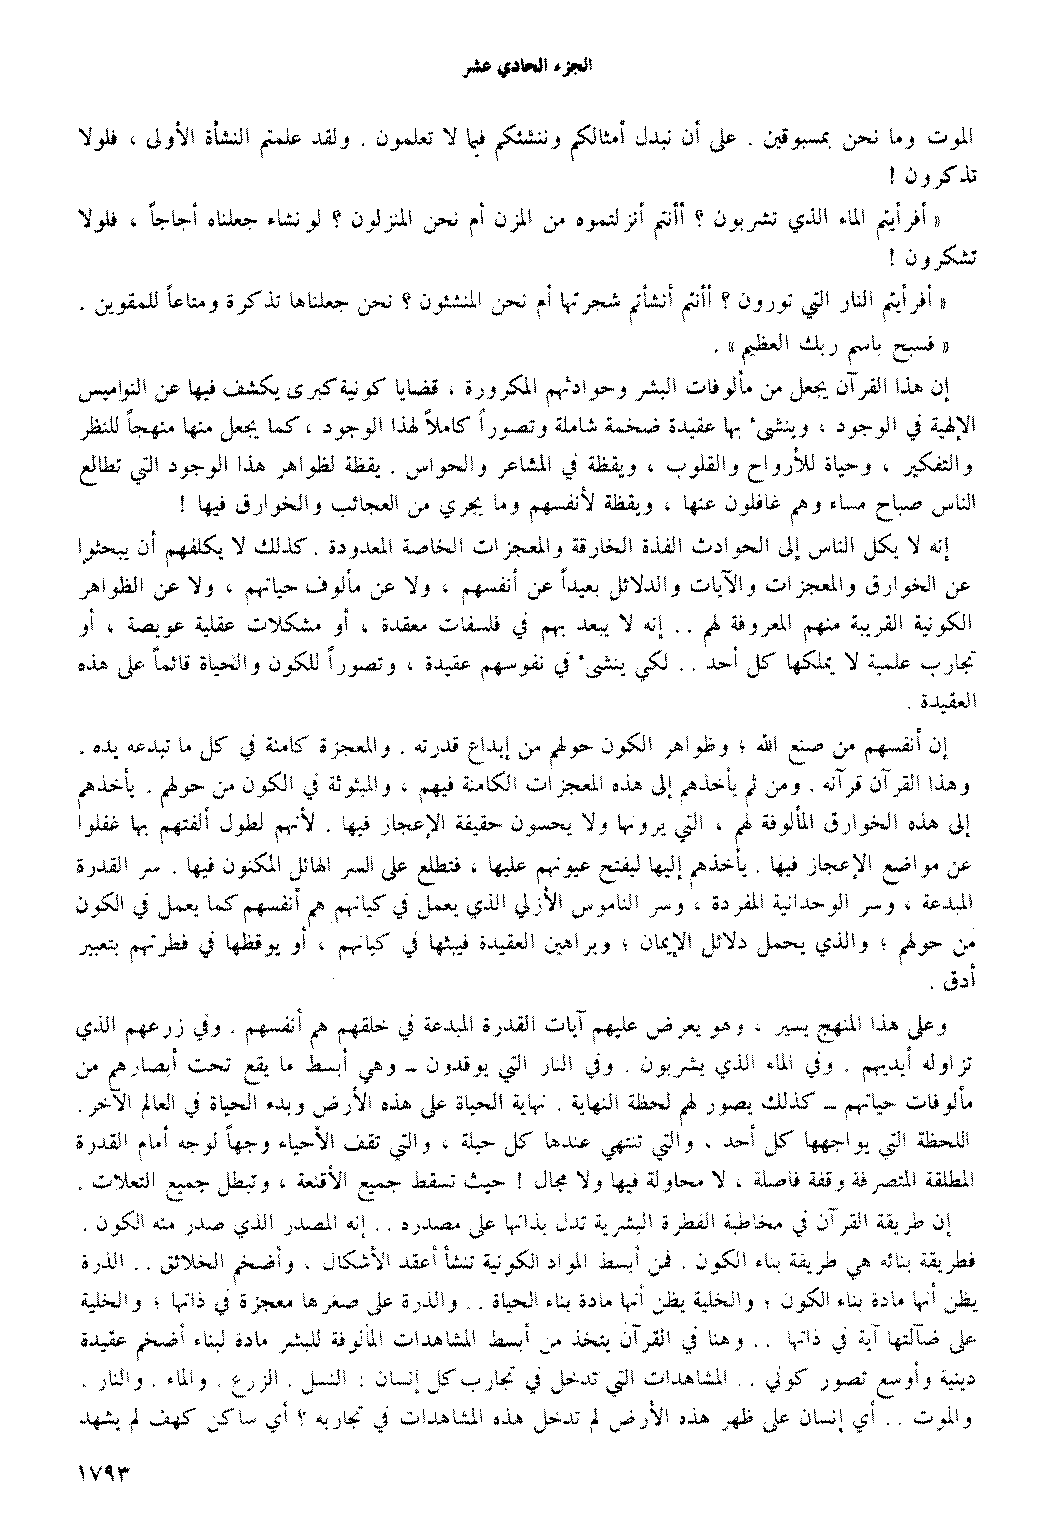 الجزء الحادي عشر
الموت وما نحن بمسبوقين . على أن نبدل أمثالكم وننشئكم فيما لا تعلمون . ولقد علمتم النشأة الأولى ، فلولا
تذكرون !
« أفرأيتم الماء الذي تشربون ؟ أأنتم أنزلتموه من المزن أم نحن المنزلون ؟ لو نشاء جعلناه أجاجاً ، فلولا
تشكرون !
« أفرأيتم النار التي تورون ؟ أأنتم أنشأتم شجرتها أم نحن المنشئون ؟ نحن جعلناها تذكرة ومتاعاً للمقوين .
« فسبح باسم ربك العظيم » .
إن هذا القرآن يجعل من مألوفات البشر وحوادثهم المكرورة ، قضايا كونية كبرى يكشف فيها عن النواميس
الإلهية في الوجود ، وينشىء بها عقيدة ضخمة شاملة وتصوراً كاملاً لهذا الوجود ، كما يجعل منها منهجاً للنظر
والتفكير ، وحياة للأرواح والقلوب ، ويقظة في المشاعر والحواس . يقظة لظواهر هذا الوجود التي تطالع
الناس صباح مساء وهم غافلون عنها ، ويقظة لأنفسهم وما يجري من العجائب والخوارق فيها !
إنه لا يكل الناس إلى الحوادث الفذة الخارقة والمعجزات الخاصة المعدودة . كذلك لا يكلفهم أن يبحثوا
عن الخوارق والمعجزات والآيات والدلائل بعيداً عن أنفسهم ، ولا عن مألوف حياتهم ، ولا عن الظواهر
الكونية القريبة منهم المعروفة لهم .. إنه لا يبعد بهم في فلسفات معقدة ، أو مشكلات عقلية عويصة ، أو
تجارب علمية لا يملكها كل أحد .. لكي ينشىء في نفوسهم عقيدة ، وتصوراً للكون والحياة قائماً على هذه
العقيدة .
إن أنفسهم من صنع الله ؛ وظواهر الكون حولهم من إبداع قدرته . والمعجزة كامنة في كل ما تبدعه يده .
وهذا القرآن قرآنه . ومن ثم يأخذهم إلى هذه المعجزات الكامنة فيهم ، والمبثوثة في الكون من حولهم . يأخذهم
إلى هذه الخوارق المألوفة لهم ، التي يرونها ولا يحسون حقيقة الإعجاز فيها . لأنهم لطول ألفتهم بها غفلوا
عن مواضع الإعجاز فيها . يأخذهم إليها ليفتح عيونهم عليها ، فتطلع على السر الهائل المكنون فيها . سر القدرة
المبدعة ، وسر الوحدانية المفردة ، وسر الناموس الأزلي الذي يعمل في كيانهم هم أنفسهم كما يعمل في الكون
من حولهم ؛ والذي يحمل دلائل الإيمان ؛ وبراهين العقيدة فيبثها في كيانهم ، أو يوقظها في فطرتهم بتعبير
أدق .
وعلى هذا المنهج يسير ، وهو يعرض عليهم آيات القدرة المبدعة في خلقهم هم أنفسهم . وفي زرعهم الذي
تزاوله أيديهم . وفي الماء الذي يشربون . وفي النار التي يوقدون – وهي أبسط ما يقع تحت أبصارهم من
مألوفات حياتهم – كذلك يصور لهم لحظة النهاية . نهاية الحياة على هذه الأرض وبدء الحياة في العالم الآخر .
اللحظة التي يواجهها كل أحد ، والتي تنتهي عندها كل حيلة ، والتي تقف الأحياء وجهاً لوجه أمام القدرة
المطلقة المتصرفة وقفة فاصلة ، لا محاولة فيها ولا مجال ! حيث تسقط جميع الأقنعة ، وتبطل جميع التعلات .
إن طريقة القرآن في مخاطبة الفطرة البشرية تدل بذاتها على مصدره .. إنه المصدر الذي صدر منه الكون .
فطريقة بنائه هي طريقة بناء الكون . فمن أبسط المواد الكونية تنشأ أعقد الأشكال ، وأضخم الخلائق .. الذرة
يظن أنها مادة بناء الكون ؛ والخلية يظن أنها مادة بناء الحياة .. والذرة على صغرها معجزة في ذاتها ؛ والخلية
على ضآلتها آية في ذاتها .. وهنا في القرآن يتخذ من أبسط المشاهدات المألوفة للبشر مادة لبناء أضخم عقيدة
دينية وأوسع تصور كوني .. المشاهدات التي تدخل في تجارب كل إنسان : النسل . الزرع . والماء . والنار .
والموت .. أي إنسان على ظهر هذه الأرض لم تدخل هذه المشاهدات في تجاربه ؟ أي ساكن كهف لم يشهد
١٧٩٣